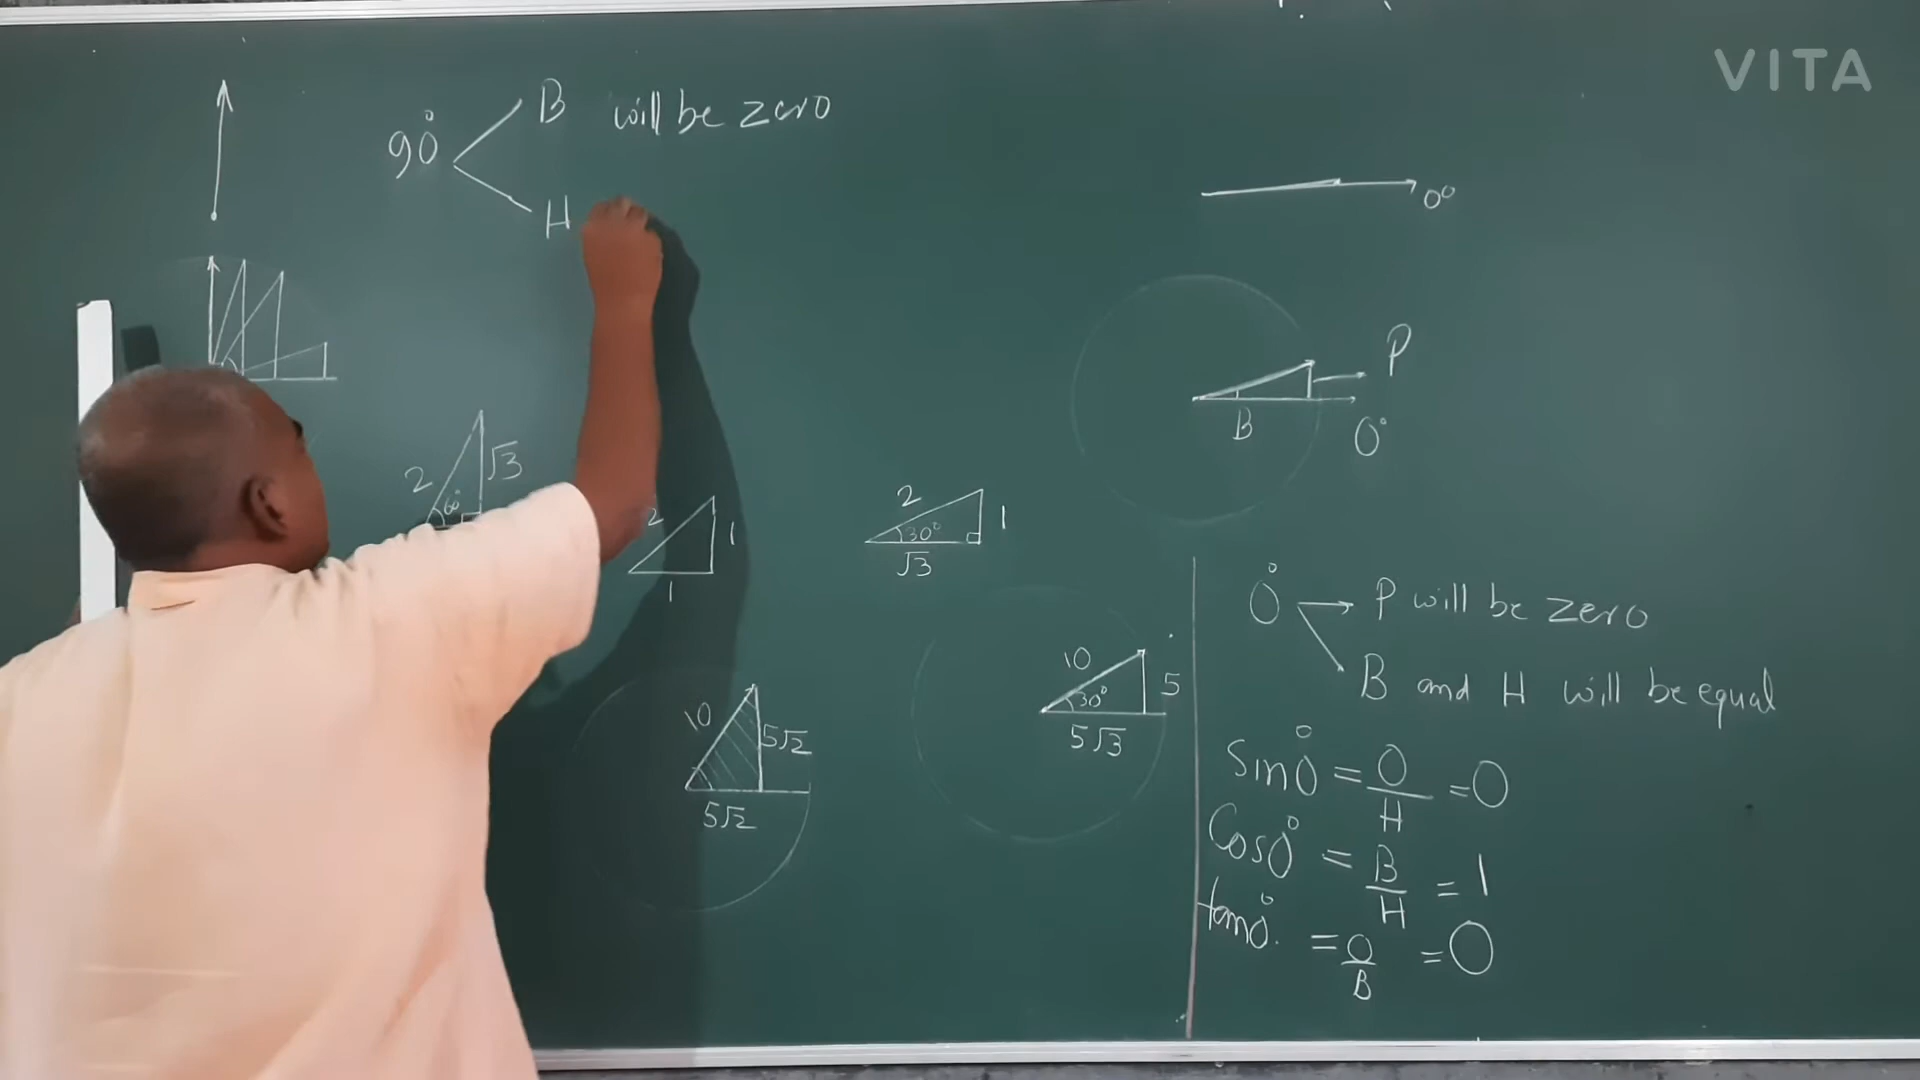 VITA
90° B will be zero
H
0°
P
B 0°
2 √3
60°
2 1
1
2
30° 1
√3
0° → P will be zero
B and H will be equal
10 5√2
5√2
10 5
30°
5√3
Sin0° = 0/H = 0
Cos0° = B/H = 1
tan0°. = 0/B = 0